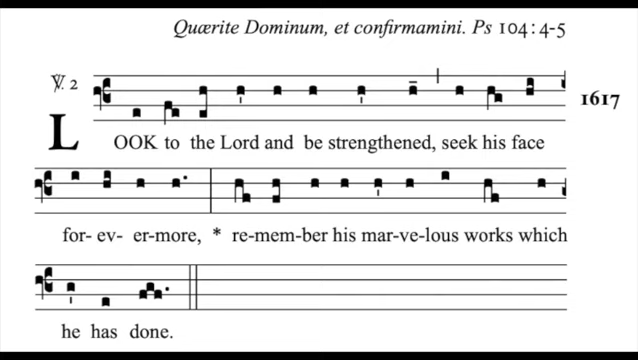 Quærite Dominum, et confirmamini. Ps 104:4-5
℣. 2
1617
LOOK to the Lord and be strengthened, seek his face
for- ev- er-more, * re-mem-ber his mar-ve-lous works which
he has done.